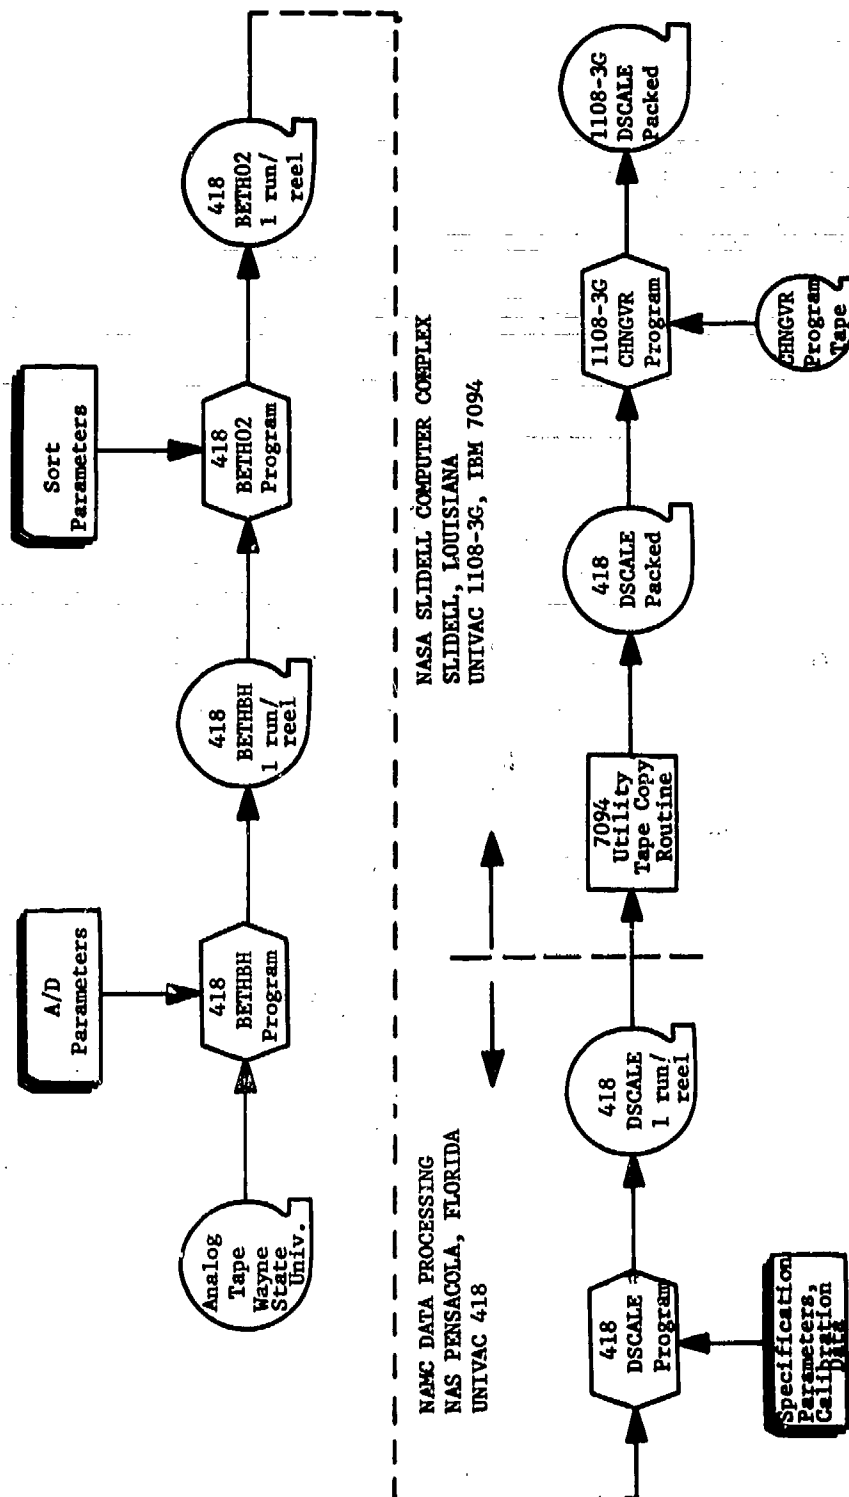 Analog
Tape
Wayne
State
Univ.
A/D
Parameters
418
BETHBH
Program
418
BETHBH
1 run/
reel
Sort
Parameters
418
BETH02
Program
418
BETH02
1 run/
reel
NAMC DATA PROCESSING
NAS PENSACOLA, FLORIDA
UNIVAC 418
NASA SLIDELL COMPUTER COMPLEX
SLIDELL, LOUISIANA
UNIVAC 1108-3G, IBM 7094
418
DSCALE
Program
Specification
Parameters,
Calibration
Data
418
DSCALE
1 run/
reel
7094
Utility
Tape Copy
Routine
418
DSCALE
Packed
1108-3G
CHNGVR
Program
CHNGVR
Program
Tape
1108-3G
DSCALE
Packed